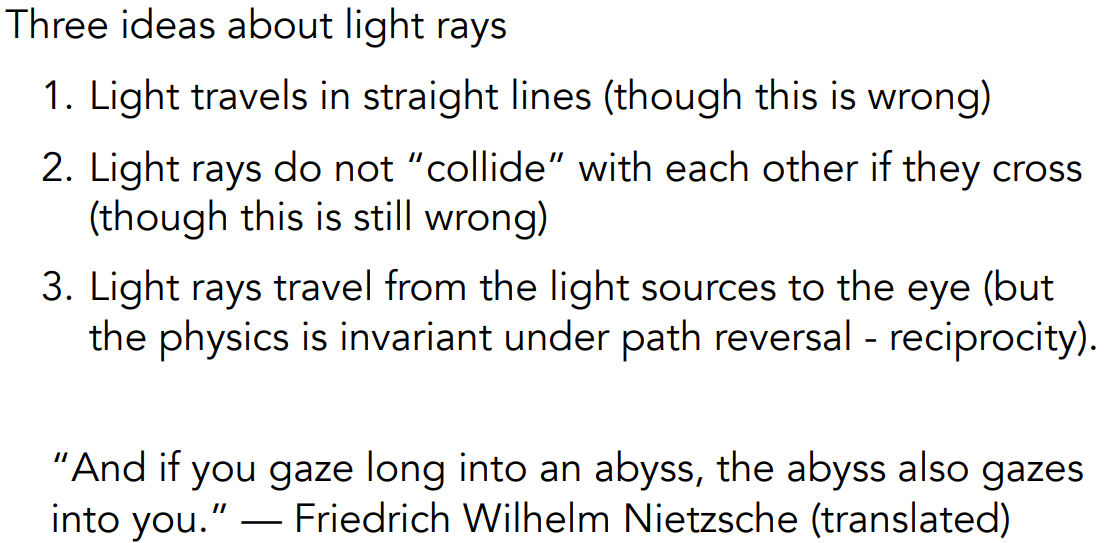 Three ideas about light rays
1. Light travels in straight lines (though this is wrong)
2. Light rays do not “collide” with each other if they cross
(though this is still wrong)
3. Light rays travel from the light sources to the eye (but
the physics is invariant under path reversal - reciprocity).
“And if you gaze long into an abyss, the abyss also gazes
into you.” — Friedrich Wilhelm Nietzsche (translated)